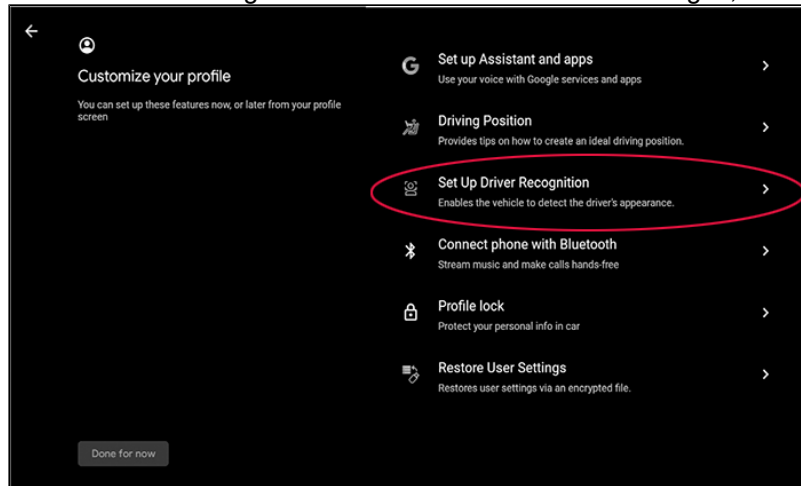 Customize your profile
You can set up these features now, or later from your profile
screen
Set up Assistant and apps
Use your voice with Google services and apps
Driving Position
Provides tips on how to create an ideal driving position.
Set Up Driver Recognition
Enables the vehicle to detect the driver's appearance.
Connect phone with Bluetooth
Stream music and make calls hands-free
Profile lock
Protect your personal info in car
Restore User Settings
Restores user settings via an encrypted file.
Done for now